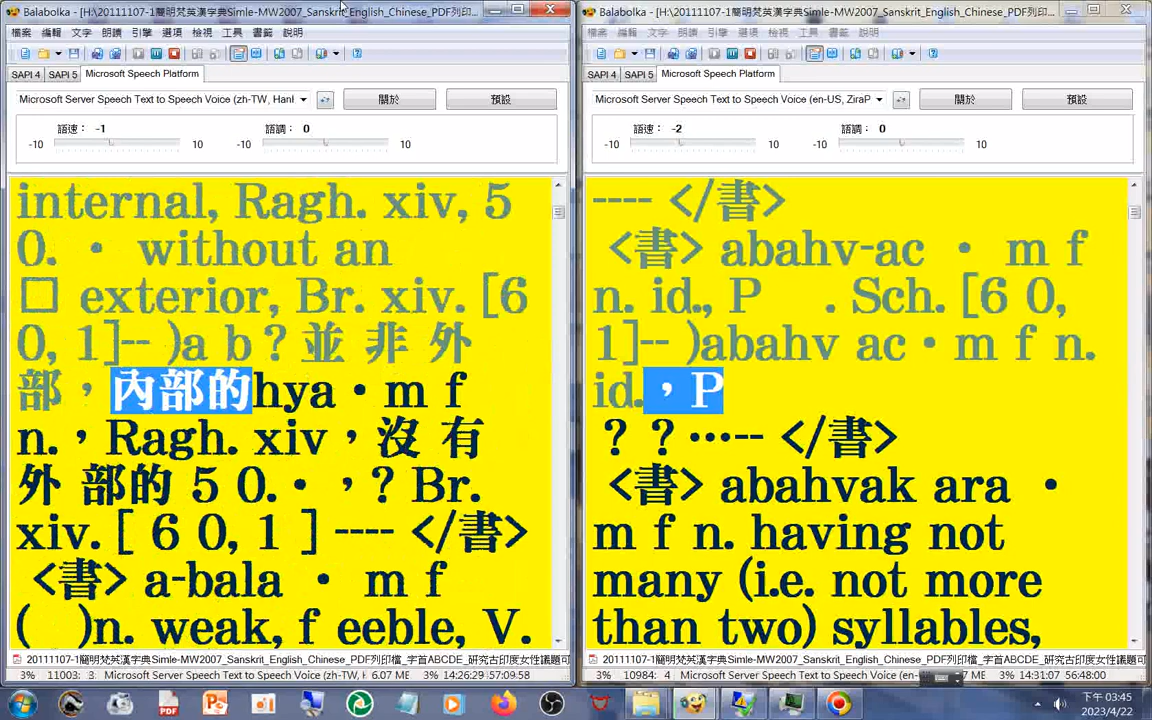 Balabolka - [H:\20111107-1簡明梵英漢字典Simle-MW2007_Sanskrit_English_Chinese_PDF列印...
檔案 編輯 文字 朗讀 引擎 選項 檢視 工具 書籤 說明
SAPI 4 SAPI 5 Microsoft Speech Platform
Microsoft Server Speech Text to Speech Voice (zh-TW, Hanl
關於 預設
語速： -1 語調： 0
-10 10 -10 10
internal, Ragh. xiv, 5
0. • without an
□ exterior, Br. xiv. [6
0, 1]-- )a b？並 非 外
部，內部的hya • m f
n.，Ragh. xiv，沒 有
外 部的 5 0.•，? Br.
xiv. [ 6 0, 1 ] ---- </書>
<書> a-bala • m f
( )n. weak, f eeble, V.
20111107-1簡明梵英漢字典Simle-MW2007_Sanskrit_English_Chinese_PDF列印檔_字首ABCDE_研究古印度女性議題可
3% 11003: 3 Microsoft Server Speech Text to Speech Voice (zh-TW, H 6.07 MB 3% 14:26:29 57:09.58
Balabolka - [H:\20111107-1簡明梵英漢字典Simle-MW2007_Sanskrit_English_Chinese_PDF列印...
檔案 編輯 文字 朗讀 引擎 選項 檢視 工具 書籤 說明
SAPI 4 SAPI 5 Microsoft Speech Platform
Microsoft Server Speech Text to Speech Voice (en-US, ZiraP
關於 預設
語速： -2 語調： 0
-10 10 -10 10
---- </書>
<書> abahv-ac • m f
n. id., P . Sch. [6 0,
1]-- )abahv ac • m f n.
id.，P
？？…-- </書>
<書> abahvak ara •
m f n. having not
many (i.e. not more
than two) syllables,
20111107-1簡明梵英漢字典Simle-MW2007_Sanskrit_English_Chinese_PDF列印檔_字首ABCDE_研究古印度女性議題可
3% 10984: 4 Microsoft Server Speech Text to Speech Voice (en-US, 3% 14:31:07 56:48:00
下午 03:45
2023/4/22